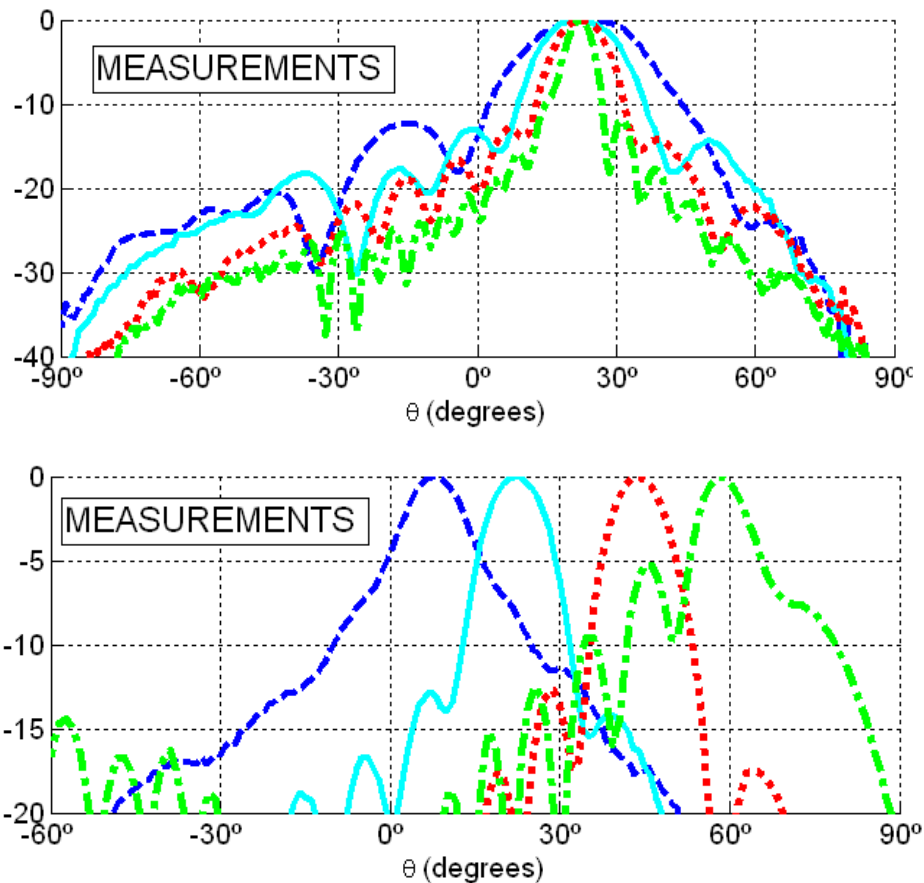 0
MEASUREMENTS
-10
-20
-30
-40
-90º -60º -30º 0º 30º 60º 90º
θ (degrees)
0
MEASUREMENTS
-5
-10
-15
-20
-60º -30º 0º 30º 60º 90º
θ (degrees)